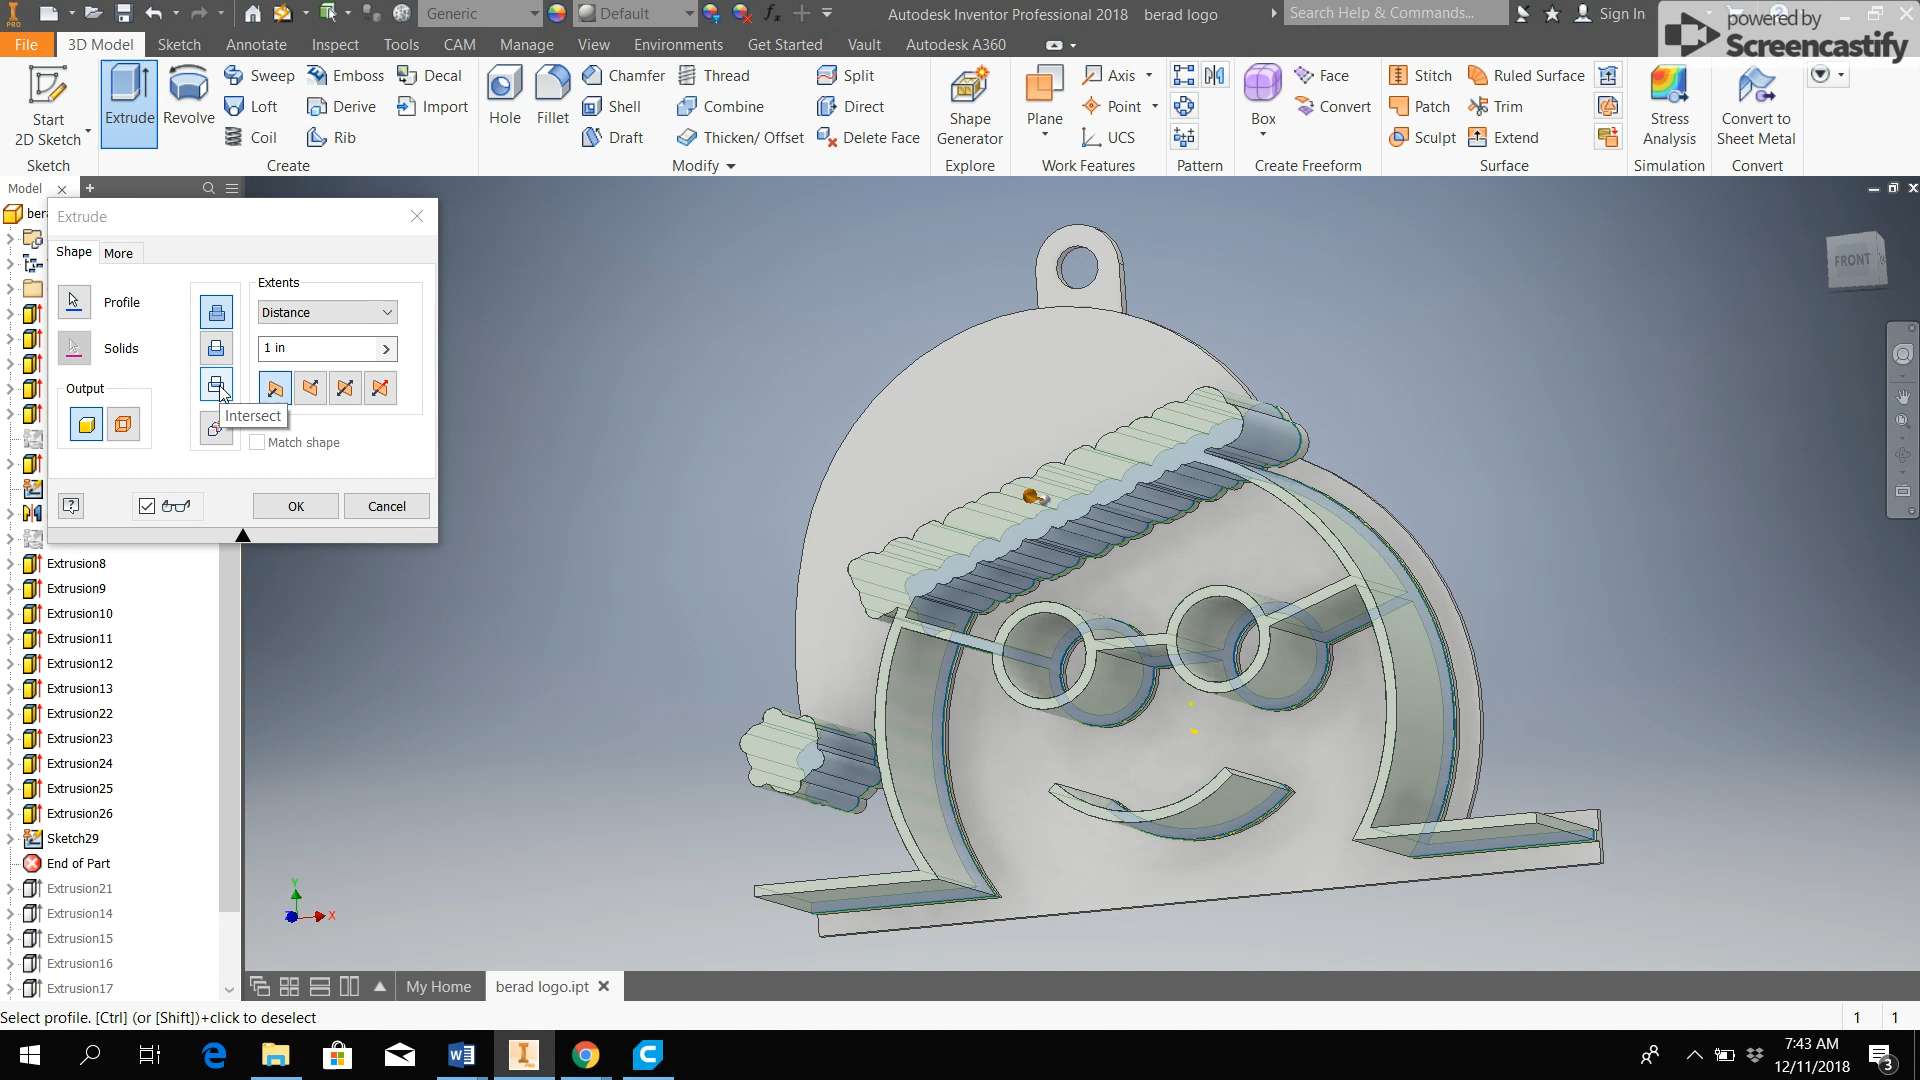 PRO
Generic
Default
Autodesk Inventor Professional 2018 berad logo
Search Help & Commands...
Sign In
powered by
Screencastify
File
3D Model
Sketch
Annotate
Inspect
Tools
CAM
Manage
View
Environments
Get Started
Vault
Autodesk A360
Start
2D Sketch
Extrude
Revolve
Sweep
Loft
Coil
Emboss
Derive
Rib
Decal
Import
Hole
Fillet
Chamfer
Shell
Draft
Thread
Combine
Thicken/ Offset
Split
Direct
Delete Face
Shape
Generator
Plane
Axis
Point
UCS
Box
Face
Convert
Stitch
Patch
Sculpt
Ruled Surface
Trim
Extend
Stress
Analysis
Convert to
Sheet Metal
Sketch
Create
Modify
Explore
Work Features
Pattern
Create Freeform
Surface
Simulation
Convert
Model
bera
Extrude
Shape
More
Profile
Solids
Output
Extents
Distance
1 in
Intersect
Match shape
OK
Cancel
Extrusion8
Extrusion9
Extrusion10
Extrusion11
Extrusion12
Extrusion13
Extrusion22
Extrusion23
Extrusion24
Extrusion25
Extrusion26
Sketch29
End of Part
Extrusion21
Extrusion14
Extrusion15
Extrusion16
Extrusion17
FRONT
Y
X
Z
My Home
berad logo.ipt
Select profile. [Ctrl] (or [Shift])+click to deselect
1
1
7:43 AM
12/11/2018
3